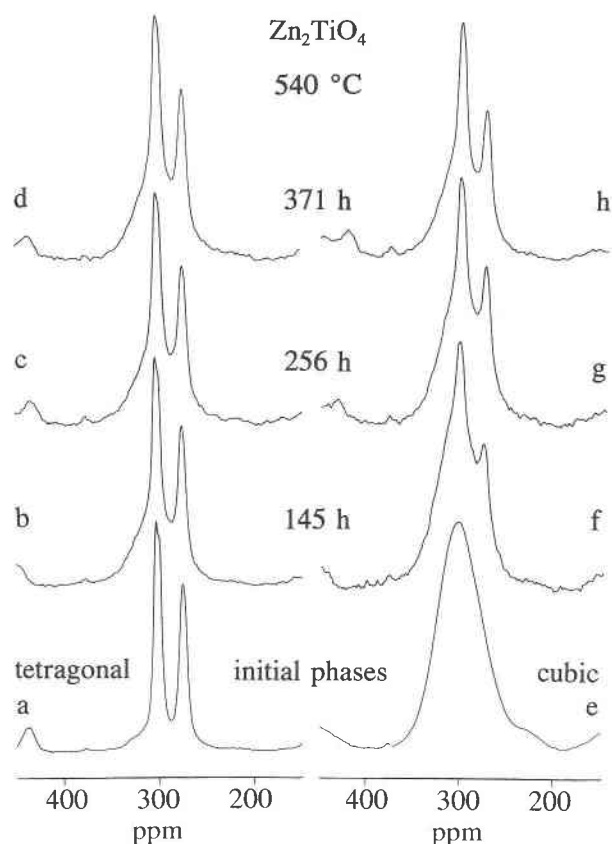 Zn₂TiO₄
540 °C
d 371 h h
c 256 h g
b 145 h f
tetragonal initial phases cubic
a e
400 300 200 400 300 200
ppm ppm